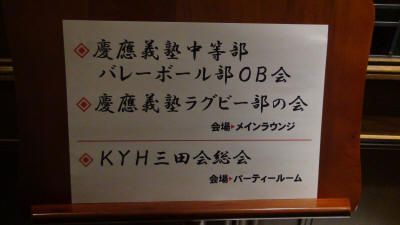 ◈慶應義塾中等部
バレーボール部OB会
◈慶應義塾ラグビー部の会
会場▶メインラウンジ
◈KYH三田会総会
会場▶パーティールーム